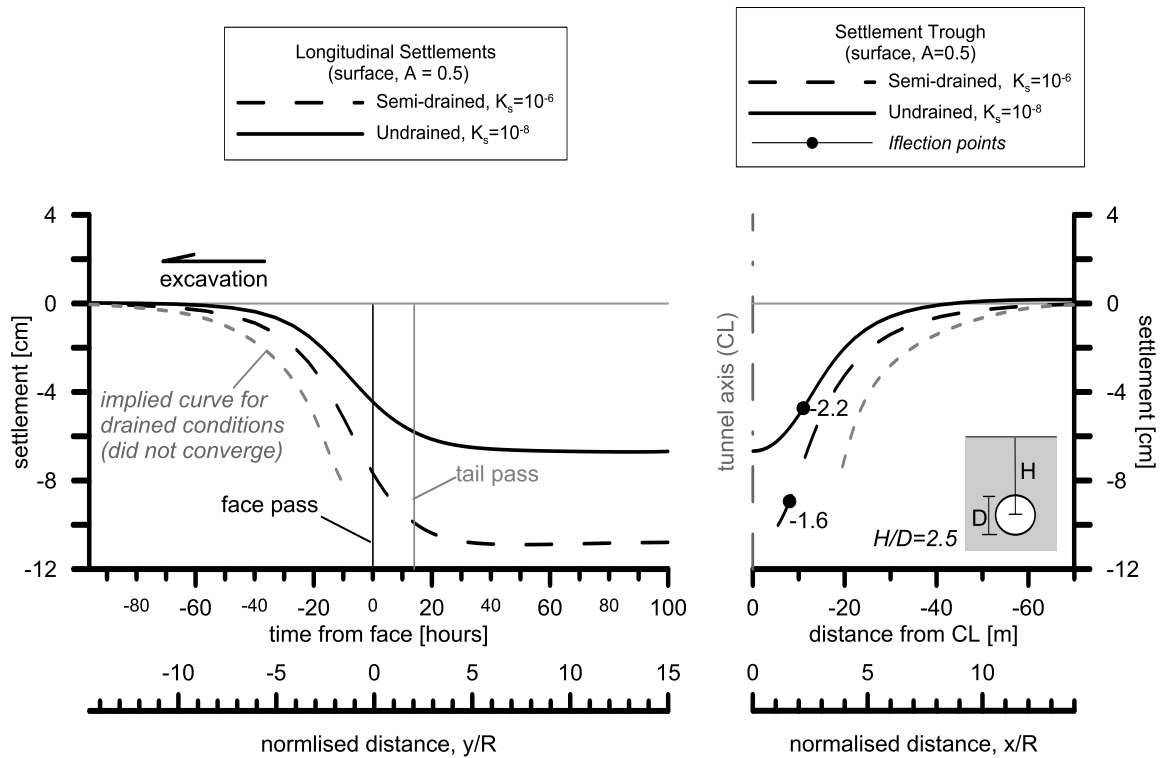 Longitudinal Settlements
(surface, A = 0.5)
Semi-drained, Ks=10-6
Undrained, Ks=10-8
Settlement Trough
(surface, A=0.5)
Semi-drained, Ks=10-6
Undrained, Ks=10-8
Iflection points
4
0
-4
-8
-12
settlement [cm]
excavation
implied curve for
drained conditions
(did not converge)
face pass
tail pass
-80 -60 -40 -20 0 20 40 60 80 100
time from face [hours]
-10 -5 0 5 10 15
normlised distance, y/R
tunnel axis (CL)
-2.2
-1.6
H
D
H/D=2.5
4
0
-4
-8
-12
settlement [cm]
0 -20 -40 -60
distance from CL [m]
0 5 10
normalised distance, x/R